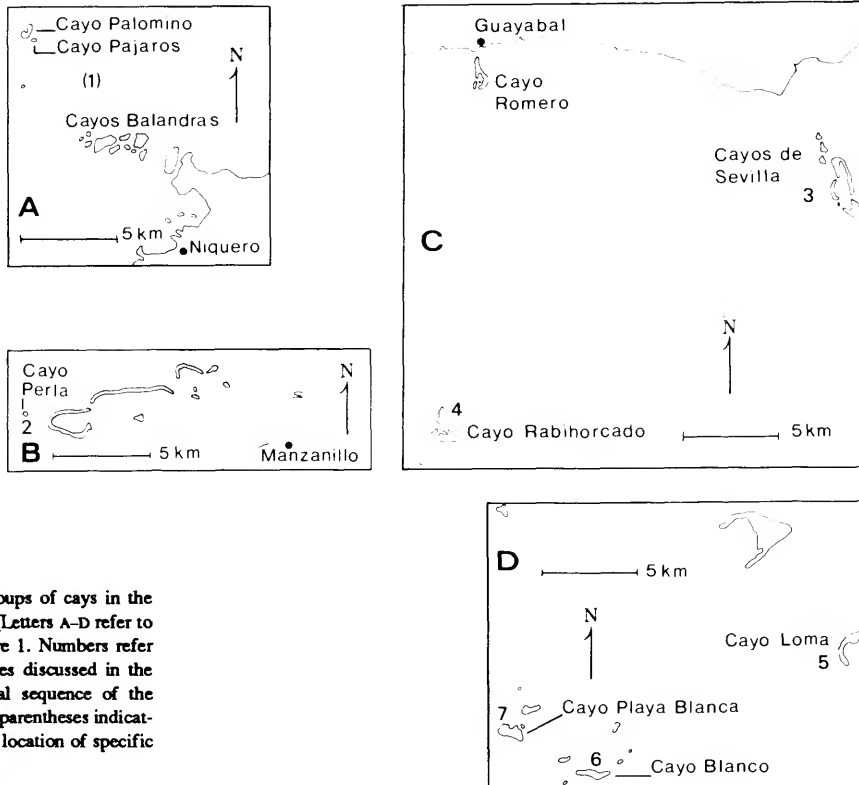 Cayo Palomino
Cayo Pajaros
N
(1)
Cayos Balandras
A
5 km
Niquero
Guayabal
Cayo
Romero
Cayos de
Sevilla
3
C
N
4
Cayo Rabihorcado
5 km
Cayo
Perla
2
B
5 km
N
Manzanillo
D
5 km
N
Cayo Loma
5
7
Cayo Playa Blanca
6
Cayo Blanco
oups of cays in the
Letters A–D refer to
e 1. Numbers refer
es discussed in the
al sequence of the
parentheses indicat-
location of specific